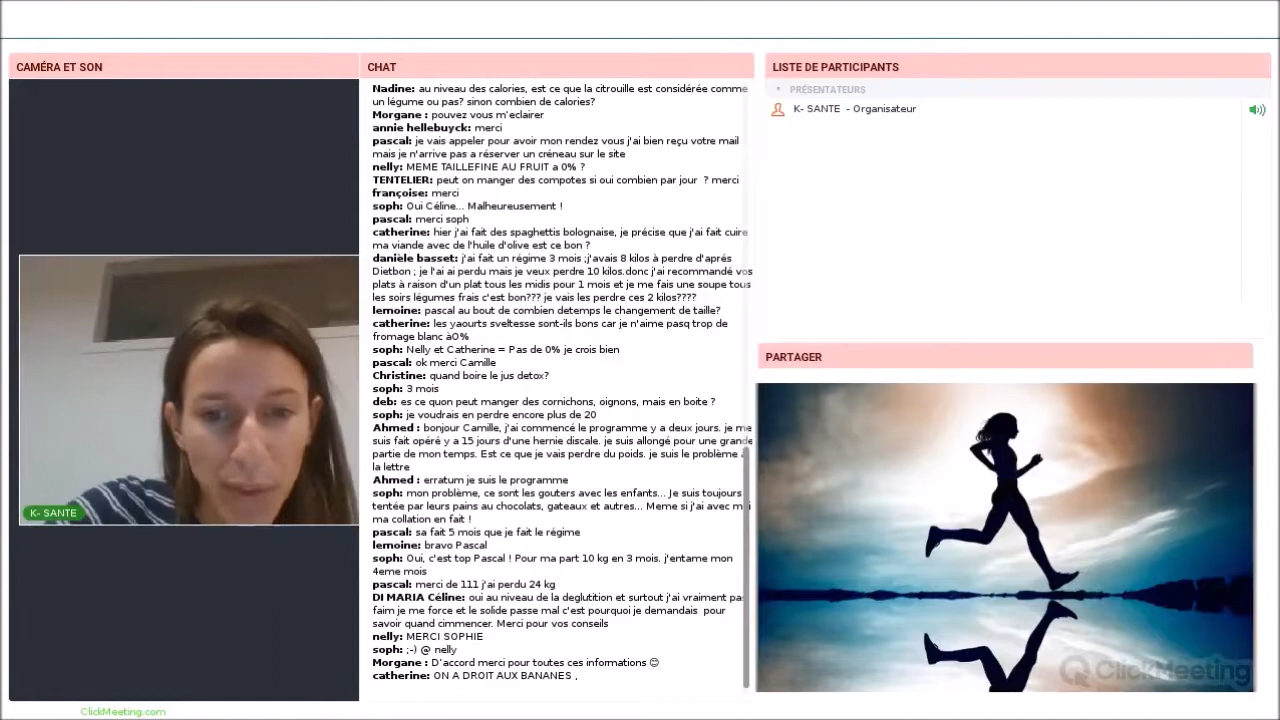 CAMÉRA ET SON
K- SANTE
CHAT
Nadine: au niveau des calories, est ce que la citrouille est considérée comme
un légume ou pas? sinon combien de calories?
Morgane : pouvez vous m'eclairer
annie hellebuyck: merci
pascal: je vais appeler pour avoir mon rendez vous j'ai bien reçu votre mail
mais je n'arrive pas a réserver un créneau sur le site
nelly: MEME TAILLEFINE AU FRUIT a 0% ?
TENTELIER: peut on manger des compotes si oui combien par jour ? merci
françoise: merci
soph: Oui Céline... Malheureusement !
pascal: merci soph
catherine: hier j'ai fait des spaghettis bolognaise, je précise que j'ai fait cuire
ma viande avec de l'huile d'olive est ce bon ?
danièle basset: j'ai fait un régime 3 mois ;j'avais 8 kilos à perdre d'aprés
Dietbon ; je l'ai ai perdu mais je veux perdre 10 kilos.donc j'ai recommandé vos
plats à raison d'un plat tous les midis pour 1 mois et je me fais une soupe tous
les soirs légumes frais c'est bon??? je vais les perdre ces 2 kilos????
lemoine: pascal au bout de combien detemps le changement de taille?
catherine: les yaourts sveltesse sont-ils bons car je n'aime pasq trop de
fromage blanc à0%
soph: Nelly et Catherine = Pas de 0% je crois bien
pascal: ok merci Camille
Christine: quand boire le jus detox?
soph: 3 mois
deb: es ce quon peut manger des cornichons, oignons, mais en boite ?
soph: je voudrais en perdre encore plus de 20
Ahmed : bonjour Camille, j'ai commencé le programme y a deux jours. je me
suis fait opéré y a 15 jours d'une hernie discale. je suis allongé pour une grande
partie de mon temps. Est ce que je vais perdre du poids. je suis le problème à
la lettre
Ahmed : erratum je suis le programme
soph: mon problème, ce sont les gouters avec les enfants... Je suis toujours
tentée par leurs pains au chocolats, gateaux et autres... Meme si j'ai avec moi
ma collation en fait !
pascal: sa fait 5 mois que je fait le régime
lemoine: bravo Pascal
soph: Oui, c'est top Pascal ! Pour ma part 10 kg en 3 mois. j'entame mon
4eme mois
pascal: merci de 111 j'ai perdu 24 kg
DI MARIA Céline: oui au niveau de la deglutition et surtout j'ai vraiment pas
faim je me force et le solide passe mal c'est pourquoi je demandais pour
savoir quand cimmencer. Merci pour vos conseils
nelly: MERCI SOPHIE
soph: ;-) @ nelly
Morgane : D'accord merci pour toutes ces informations 😊
catherine: ON A DROIT AUX BANANES ,
LISTE DE PARTICIPANTS
PRÉSENTATEURS
K- SANTE - Organisateur
PARTAGER
ClickMeeting
ClickMeeting.com